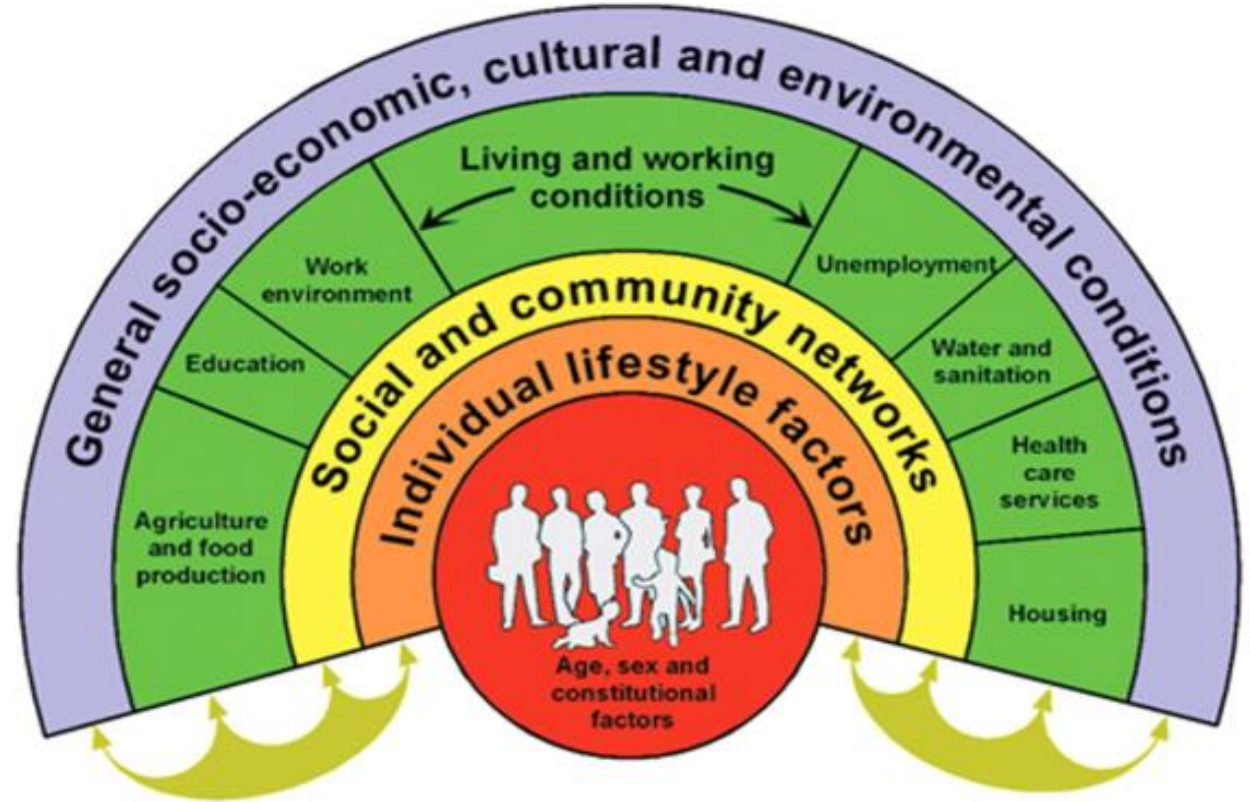 General socio-economic, cultural and environmental conditions
Living and working
conditions
Work
environment
Education
Agriculture
and food
production
Unemployment
Water and
sanitation
Health
care
services
Housing
Social and community networks
Individual lifestyle factors
Age, sex and
constitutional
factors